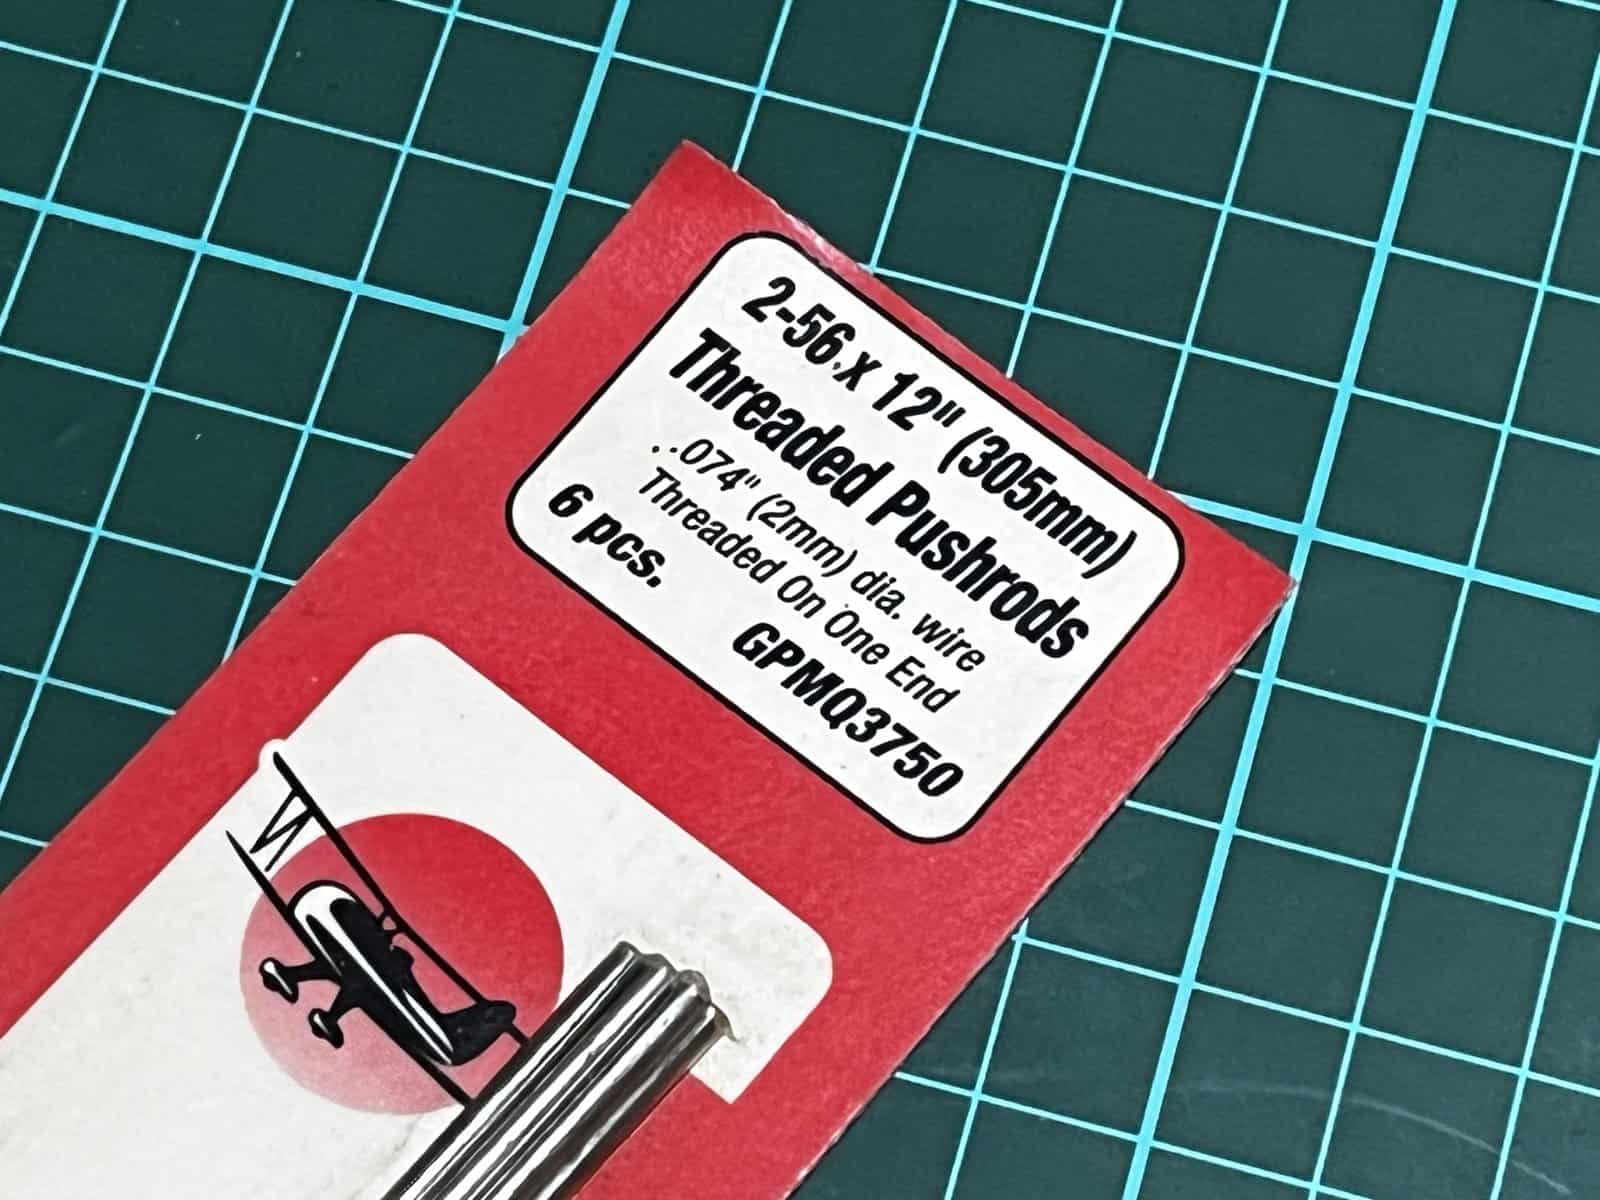 2-56 x 12" (305mm)
Threaded Pushrods
.074" (2mm) dia. wire
Threaded On One End
6 pcs. GPMQ3750